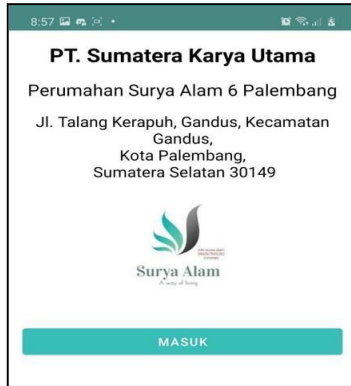 8:57
PT. Sumatera Karya Utama
Perumahan Surya Alam 6 Palembang
Jl. Talang Kerapuh, Gandus, Kecamatan
Gandus,
Kota Palembang,
Sumatera Selatan 30149
Surya Alam
A way of living
MASUK